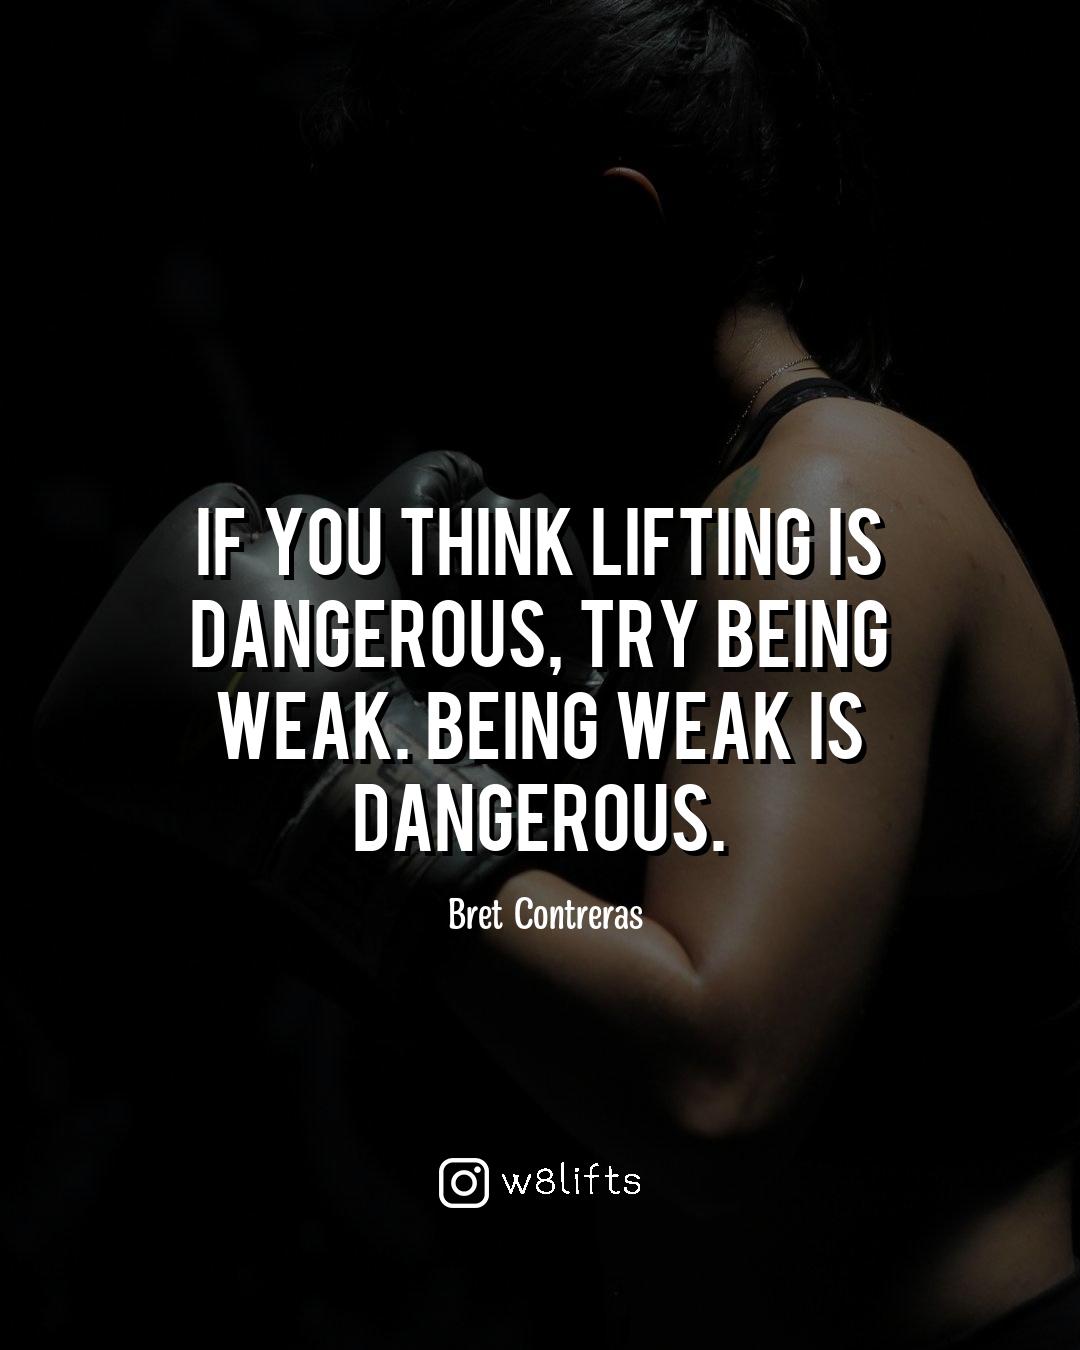 IF YOU THINK LIFTING IS
DANGEROUS, TRY BEING
WEAK. BEING WEAK IS
DANGEROUS.
Bret Contreras
w8lifts